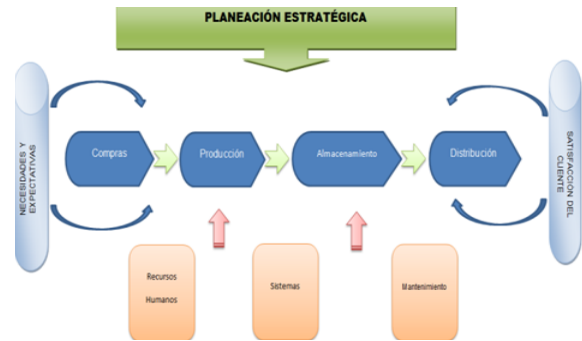 PLANEACIÓN ESTRATÉGICA
NECESIDADES Y
EXPECTATIVAS
Compras
Producción
Almacenamiento
Distribución
SATISFACCIÓN DEL
CLIENTE
Recursos
Humanos
Sistemas
Mantenimiento